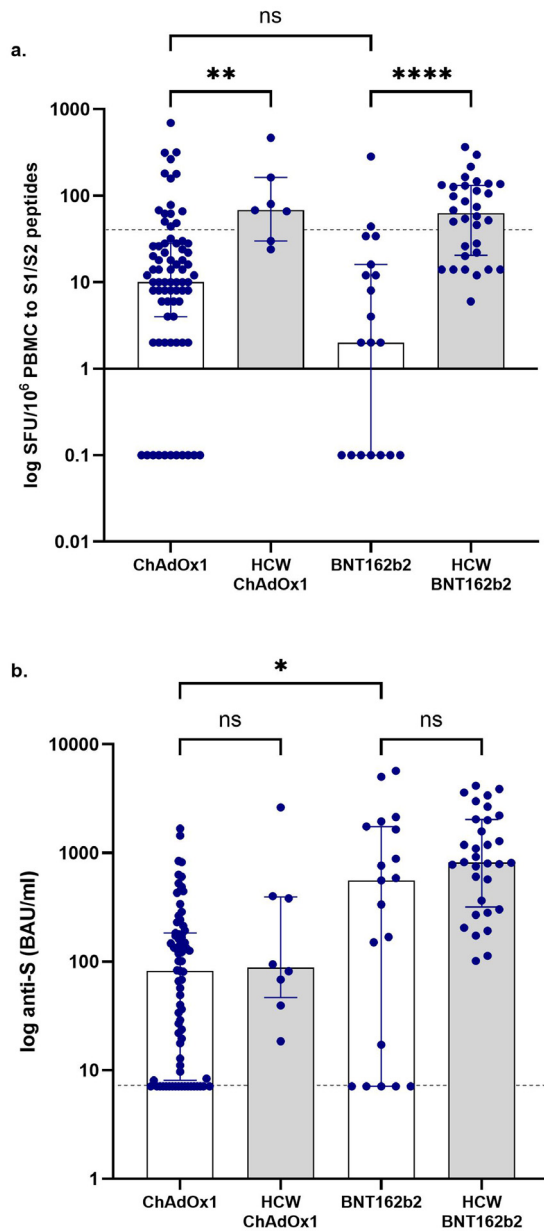 a.
ns
**
****
log SFU/10⁶ PBMC to S1/S2 peptides
1000
100
10
1
0.1
0.01
ChAdOx1
HCW
ChAdOx1
BNT162b2
HCW
BNT162b2
b.
*
ns
ns
log anti-S (BAU/ml)
10000
1000
100
10
1
ChAdOx1
HCW
ChAdOx1
BNT162b2
HCW
BNT162b2